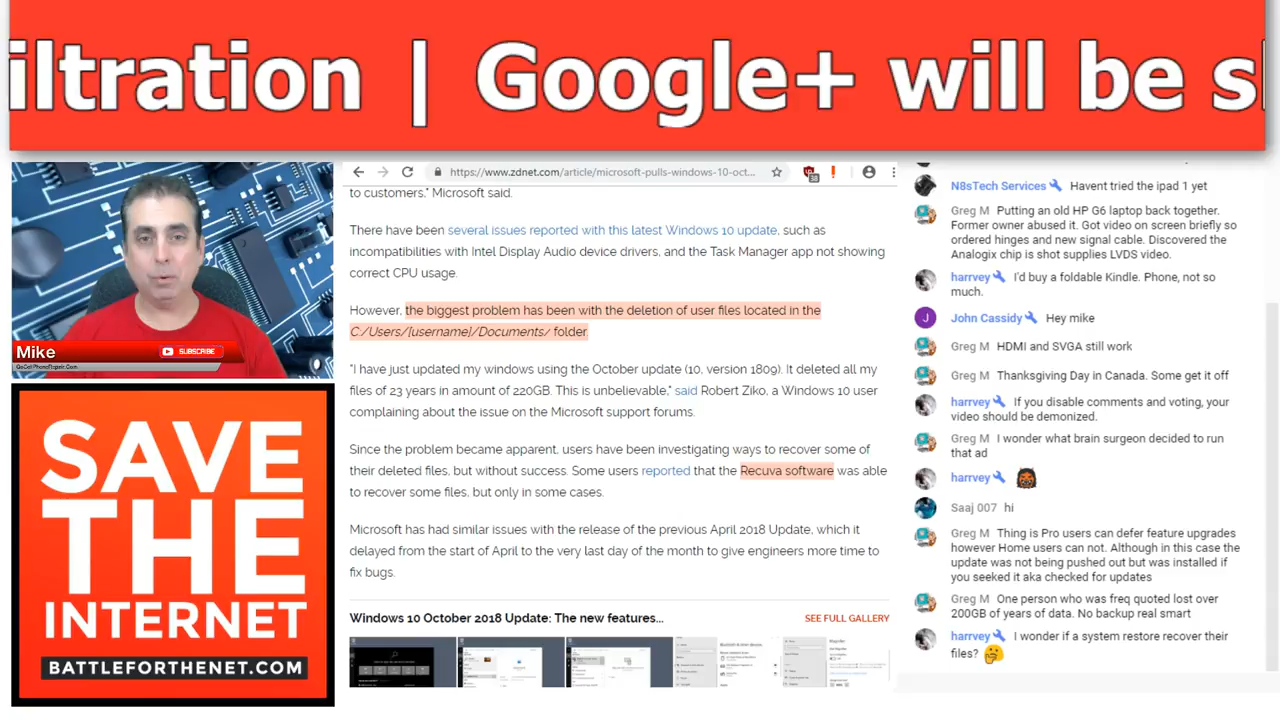 iltration | Google+ will be s
Mike
SUBSCRIBE
GoCellPhoneRepair.Com
SAVE
THE
INTERNET
BATTLEFORTHENET.COM
https://www.zdnet.com/article/microsoft-pulls-windows-10-oct...
38
to customers," Microsoft said.
There have been several issues reported with this latest Windows 10 update, such as
incompatibilities with Intel Display Audio device drivers, and the Task Manager app not showing
correct CPU usage.
However, the biggest problem has been with the deletion of user files located in the
C:/Users/[username]/Documents/ folder.
"I have just updated my windows using the October update (10, version 1809). It deleted all my
files of 23 years in amount of 220GB. This is unbelievable," said Robert Ziko, a Windows 10 user
complaining about the issue on the Microsoft support forums.
Since the problem became apparent, users have been investigating ways to recover some of
their deleted files, but without success. Some users reported that the Recuva software was able
to recover some files, but only in some cases.
Microsoft has had similar issues with the release of the previous April 2018 Update, which it
delayed from the start of April to the very last day of the month to give engineers more time to
fix bugs.
Windows 10 October 2018 Update: The new features...
SEE FULL GALLERY
N8sTech Services Havent tried the ipad 1 yet
Greg M Putting an old HP G6 laptop back together.
Former owner abused it. Got video on screen briefly so
ordered hinges and new signal cable. Discovered the
Analogix chip is shot supplies LVDS video.
harrvey I'd buy a foldable Kindle. Phone, not so
much.
J
John Cassidy Hey mike
Greg M HDMI and SVGA still work
Greg M Thanksgiving Day in Canada. Some get it off
harrvey If you disable comments and voting, your
video should be demonized.
Greg M I wonder what brain surgeon decided to run
that ad
harrvey
Saaj 007 hi
Greg M Thing is Pro users can defer feature upgrades
however Home users can not. Although in this case the
update was not being pushed out but was installed if
you seeked it aka checked for updates
Greg M One person who was freq quoted lost over
200GB of years of data. No backup real smart
harrvey I wonder if a system restore recover their
files?